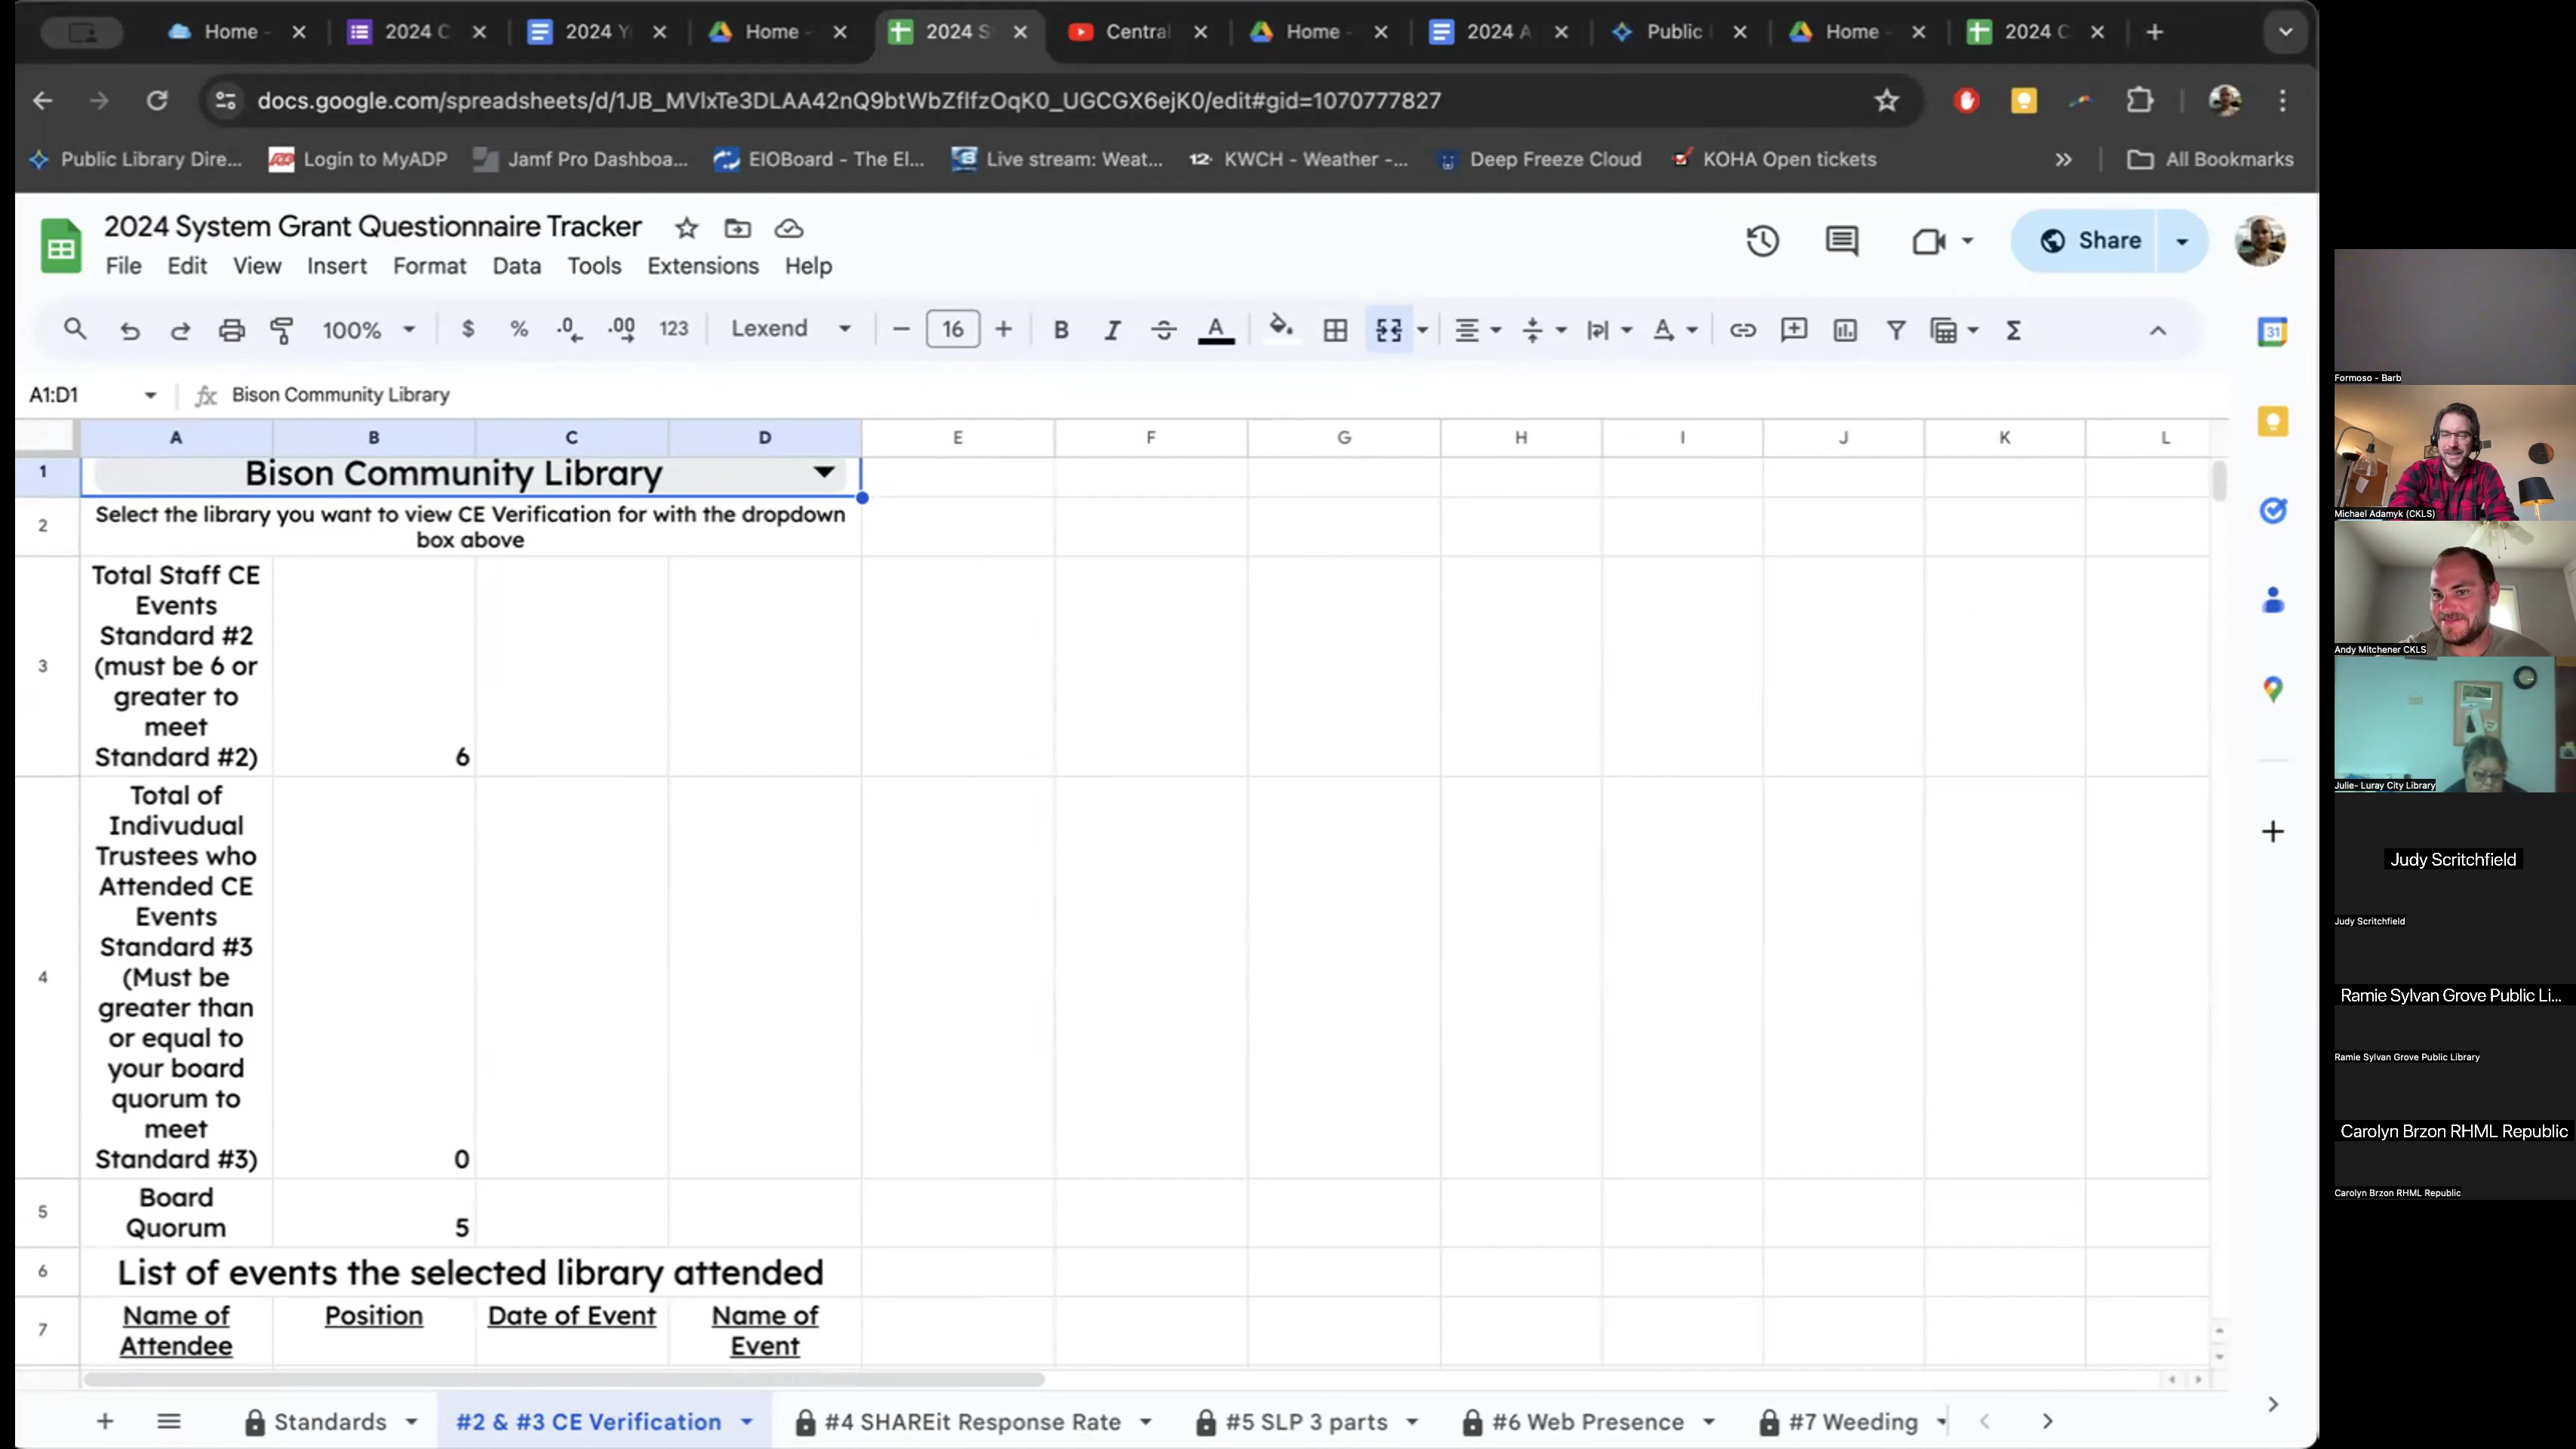 Home -
2024 C
2024 Y
Home -
2024 S
Central
Home -
2024 A
Public
Home -
2024 C
docs.google.com/spreadsheets/d/1JB_MVlxTe3DLAA42nQ9btWbZflfzOqK0_UGCGX6ejK0/edit#gid=1070777827
Public Library Dire...
Login to MyADP
Jamf Pro Dashboa...
EIOBoard - The EI...
Live stream: Weat...
12 KWCH - Weather -...
Deep Freeze Cloud
KOHA Open tickets
All Bookmarks
2024 System Grant Questionnaire Tracker
File Edit View Insert Format Data Tools Extensions Help
Share
100% $ % .0 .00 123 Lexend 16 B I A
31
A1:D1 fx Bison Community Library
A B C D E F G H I J K L
1 Bison Community Library
2 Select the library you want to view CE Verification for with the dropdown
box above
Total Staff CE
Events
Standard #2
(must be 6 or
greater to
meet
Standard #2)
3
6
Total of
Indivudual
Trustees who
Attended CE
Events
Standard #3
(Must be
greater than
or equal to
your board
quorum to
meet
Standard #3)
4
0
Board
Quorum
5
5
6 List of events the selected library attended
7
Name of
Attendee
Position
Date of Event
Name of
Event
Standards
#2 & #3 CE Verification
#4 SHAREit Response Rate
#5 SLP 3 parts
#6 Web Presence
#7 Weeding
Formoso - Barb
Michael Adamyk (CKLS)
Andy Mitchener CKLS
Julie- Luray City Library
Judy Scritchfield
Judy Scritchfield
Ramie Sylvan Grove Public Li...
Ramie Sylvan Grove Public Library
Carolyn Brzon RHML Republic
Carolyn Brzon RHML Republic